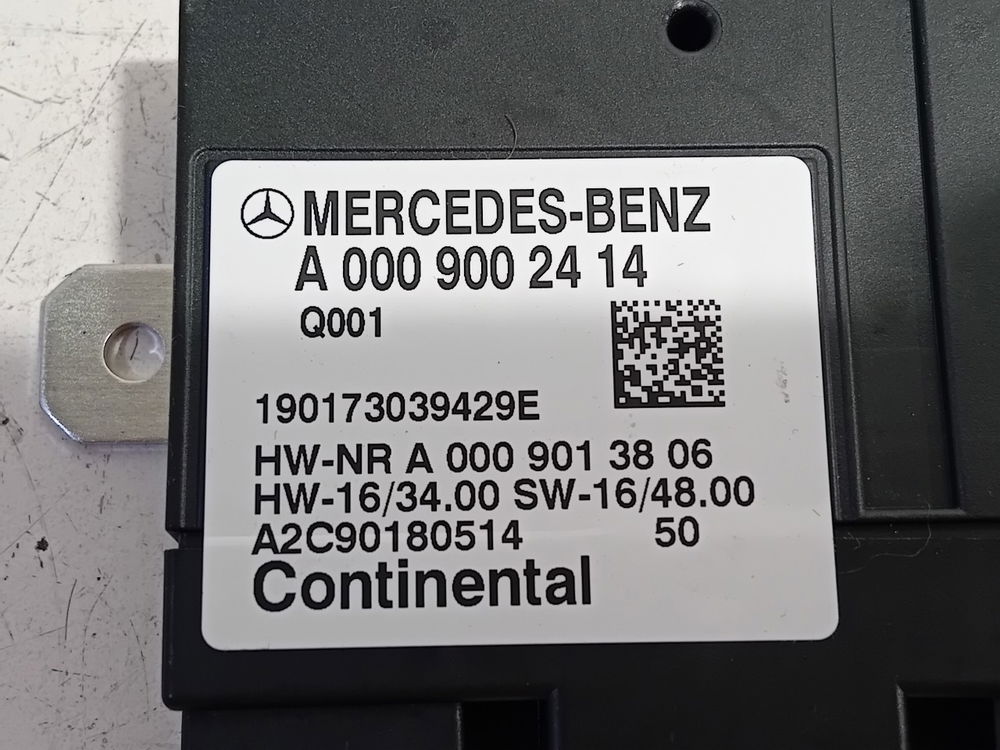 MERCEDES-BENZ
A 000 900 24 14
Q001
190173039429E
HW-NR A 000 901 38 06
HW-16/34.00 SW-16/48.00
A2C90180514 50
Continental